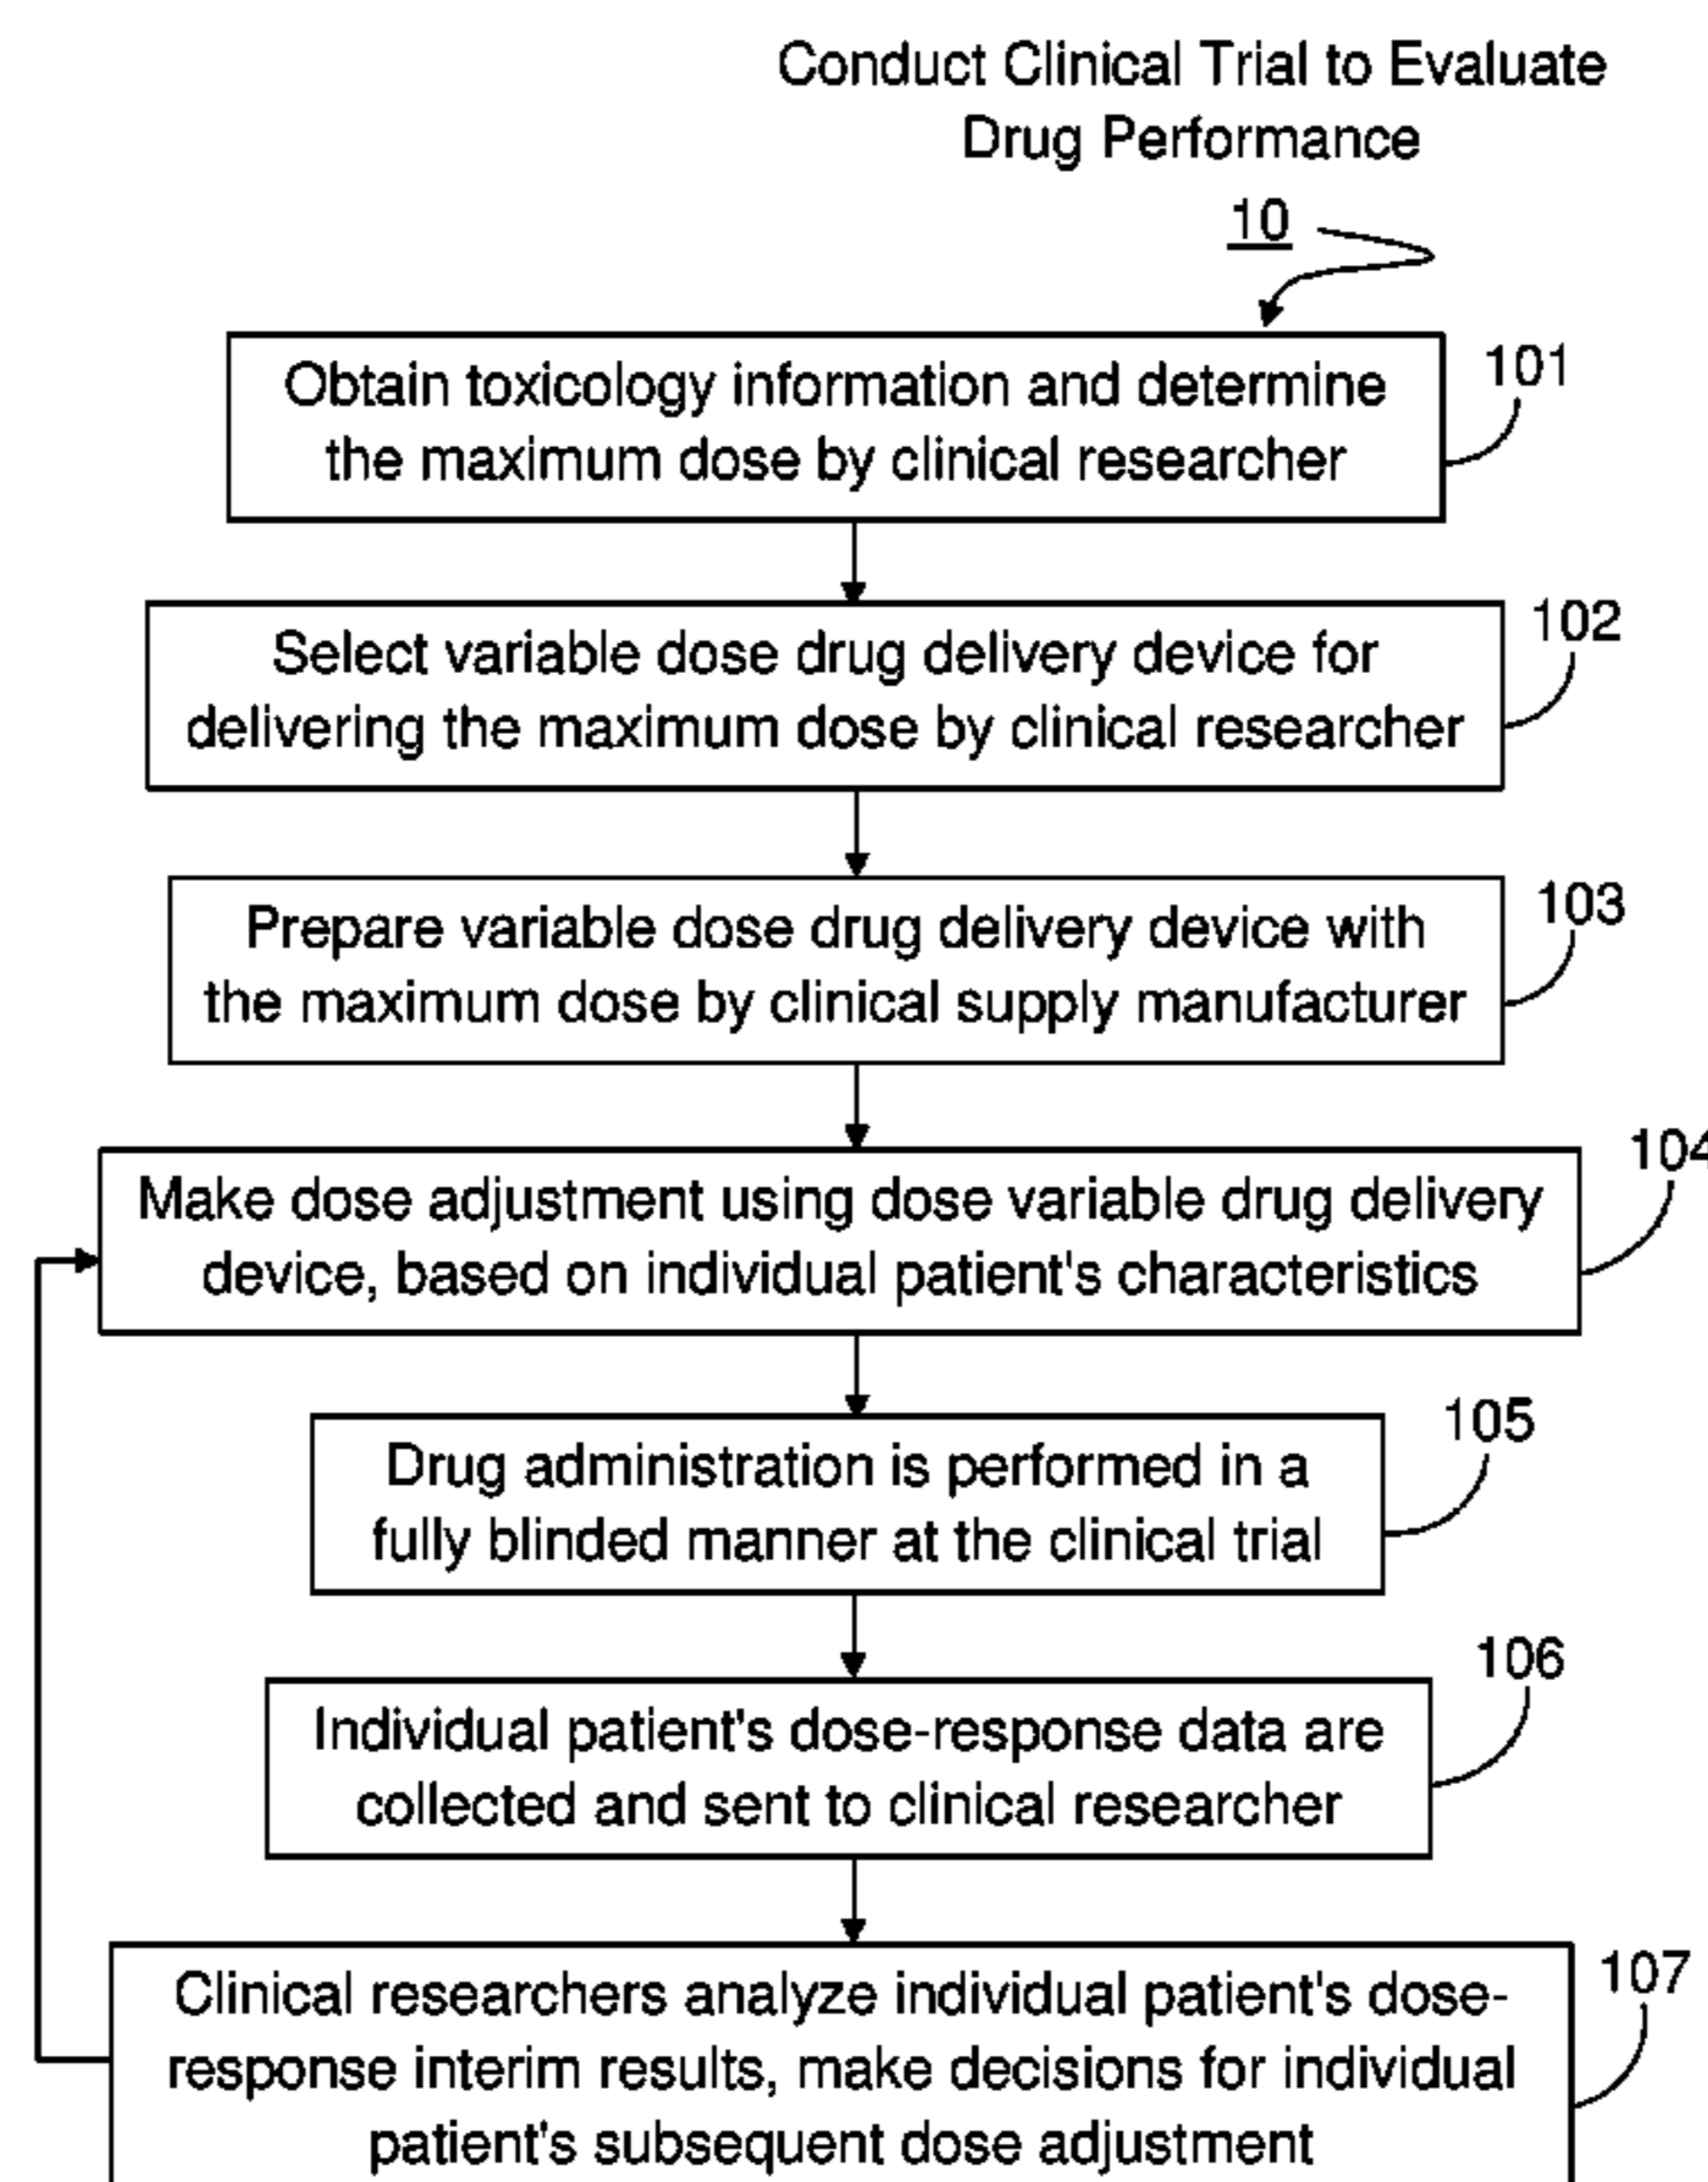 Conduct Clinical Trial to Evaluate
Drug Performance
10
Obtain toxicology information and determine
the maximum dose by clinical researcher
101
Select variable dose drug delivery device for
delivering the maximum dose by clinical researcher
102
Prepare variable dose drug delivery device with
the maximum dose by clinical supply manufacturer
103
Make dose adjustment using dose variable drug delivery
device, based on individual patient's characteristics
104
Drug administration is performed in a
fully blinded manner at the clinical trial
105
Individual patient's dose-response data are
collected and sent to clinical researcher
106
Clinical researchers analyze individual patient's dose-
response interim results, make decisions for individual
patient's subsequent dose adjustment
107